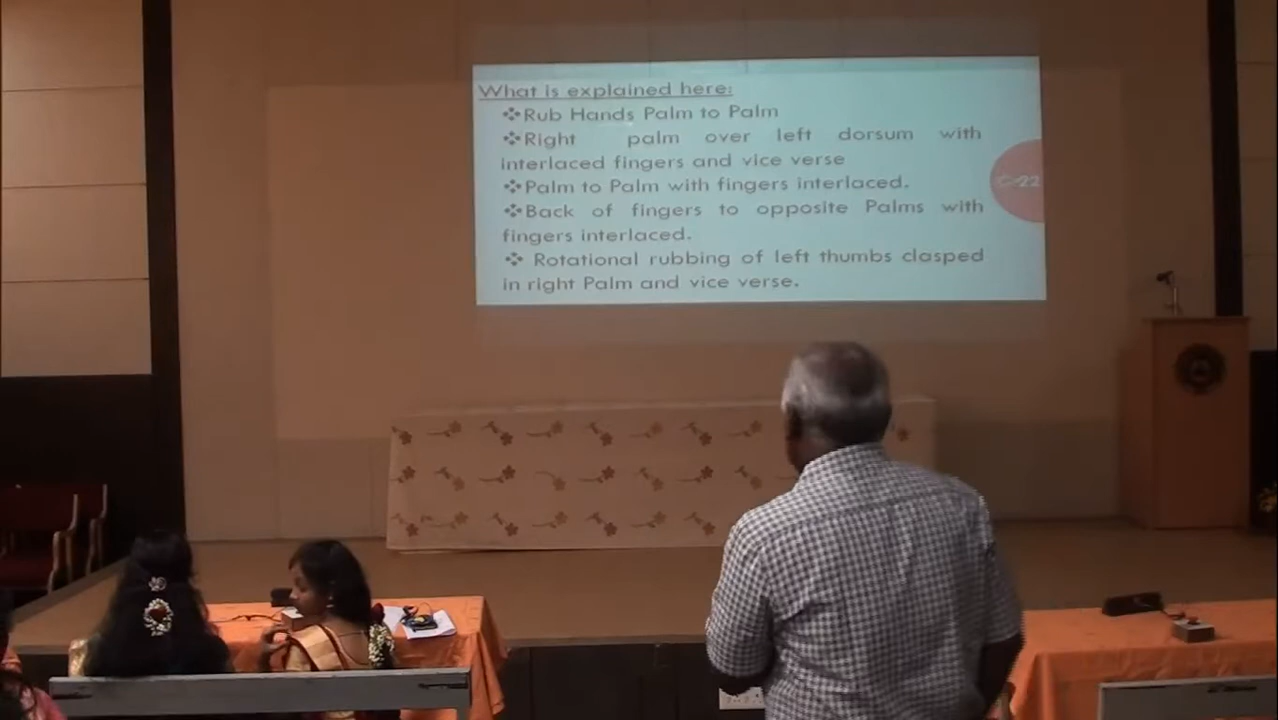 What is explained here:
❖Rub Hands Palm to Palm
❖Right palm over left dorsum with
interlaced fingers and vice verse
❖Palm to Palm with fingers interlaced.
❖Back of fingers to opposite Palms with
fingers interlaced.
❖ Rotational rubbing of left thumbs clasped
in right Palm and vice verse.
22